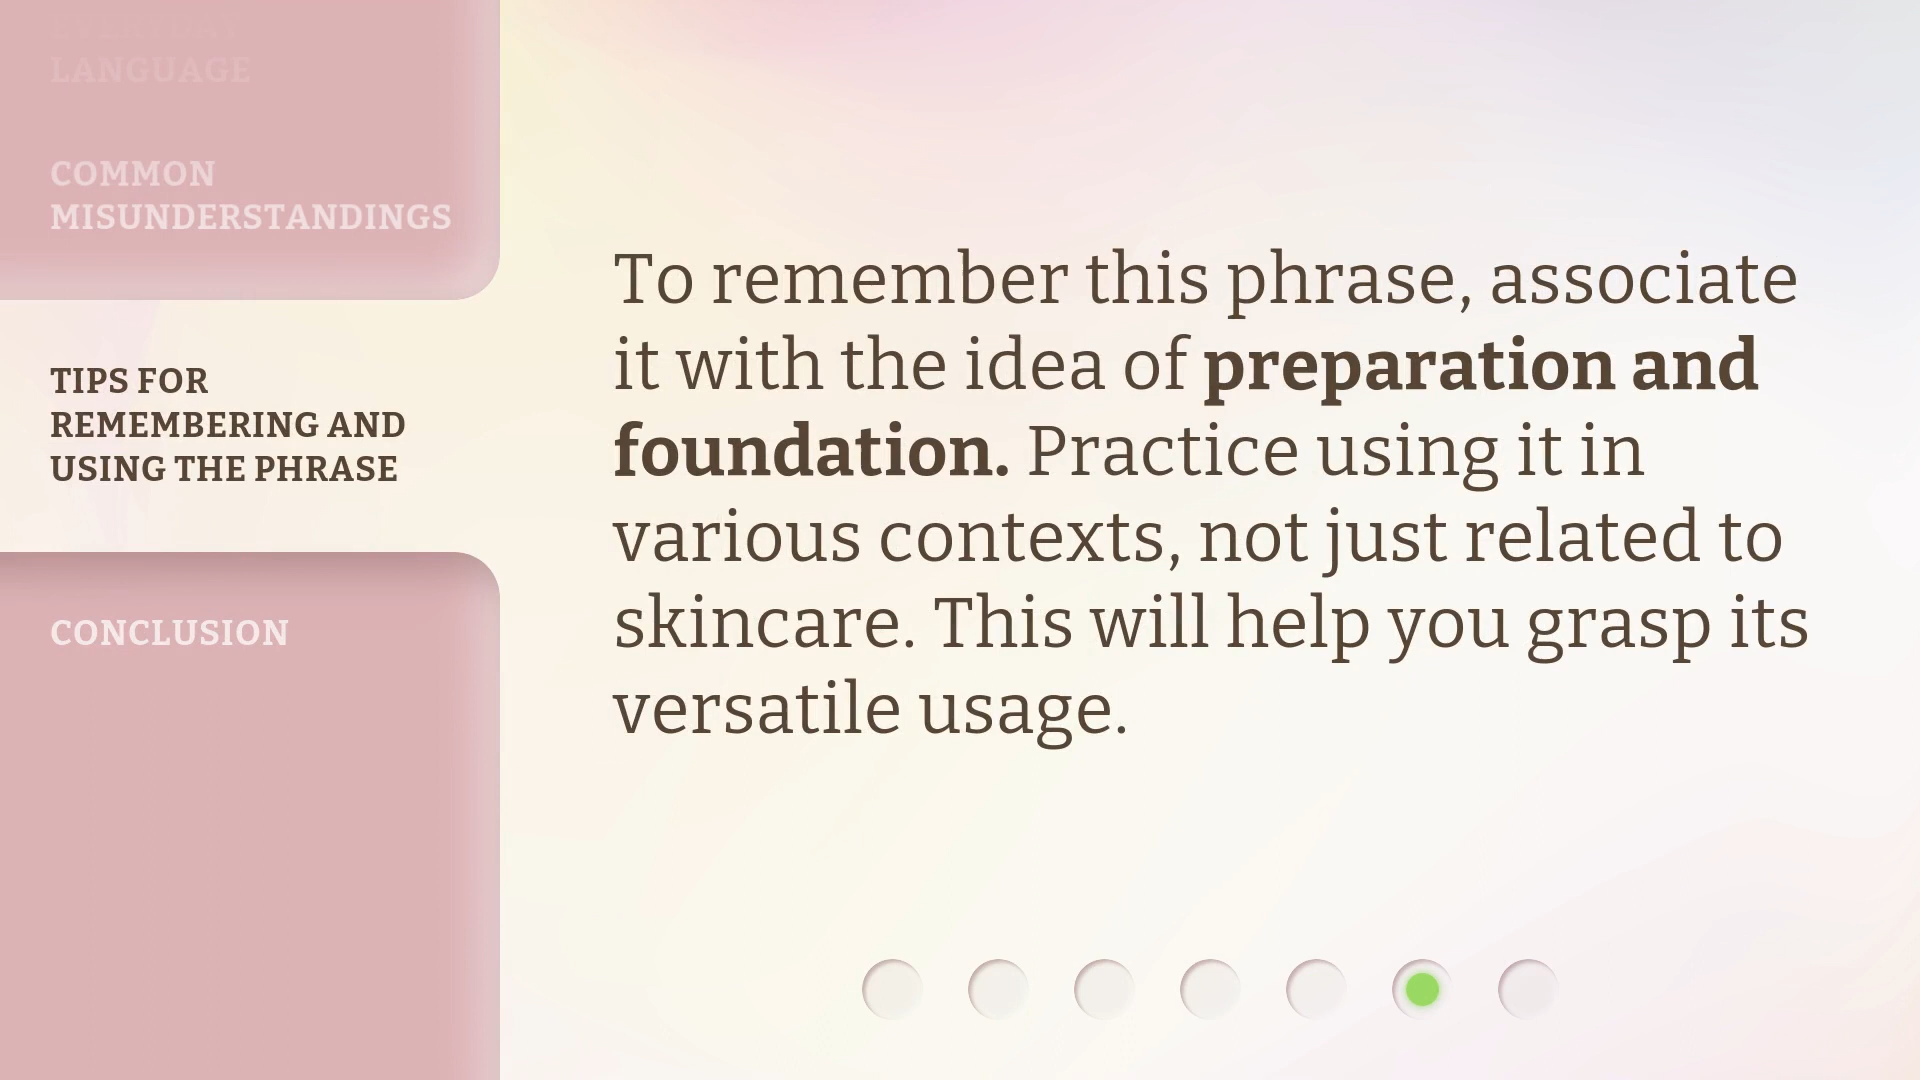 EVERYDAY
LANGUAGE
COMMON
MISUNDERSTANDINGS
TIPS FOR
REMEMBERING AND
USING THE PHRASE
CONCLUSION
To remember this phrase, associate
it with the idea of preparation and
foundation. Practice using it in
various contexts, not just related to
skincare. This will help you grasp its
versatile usage.